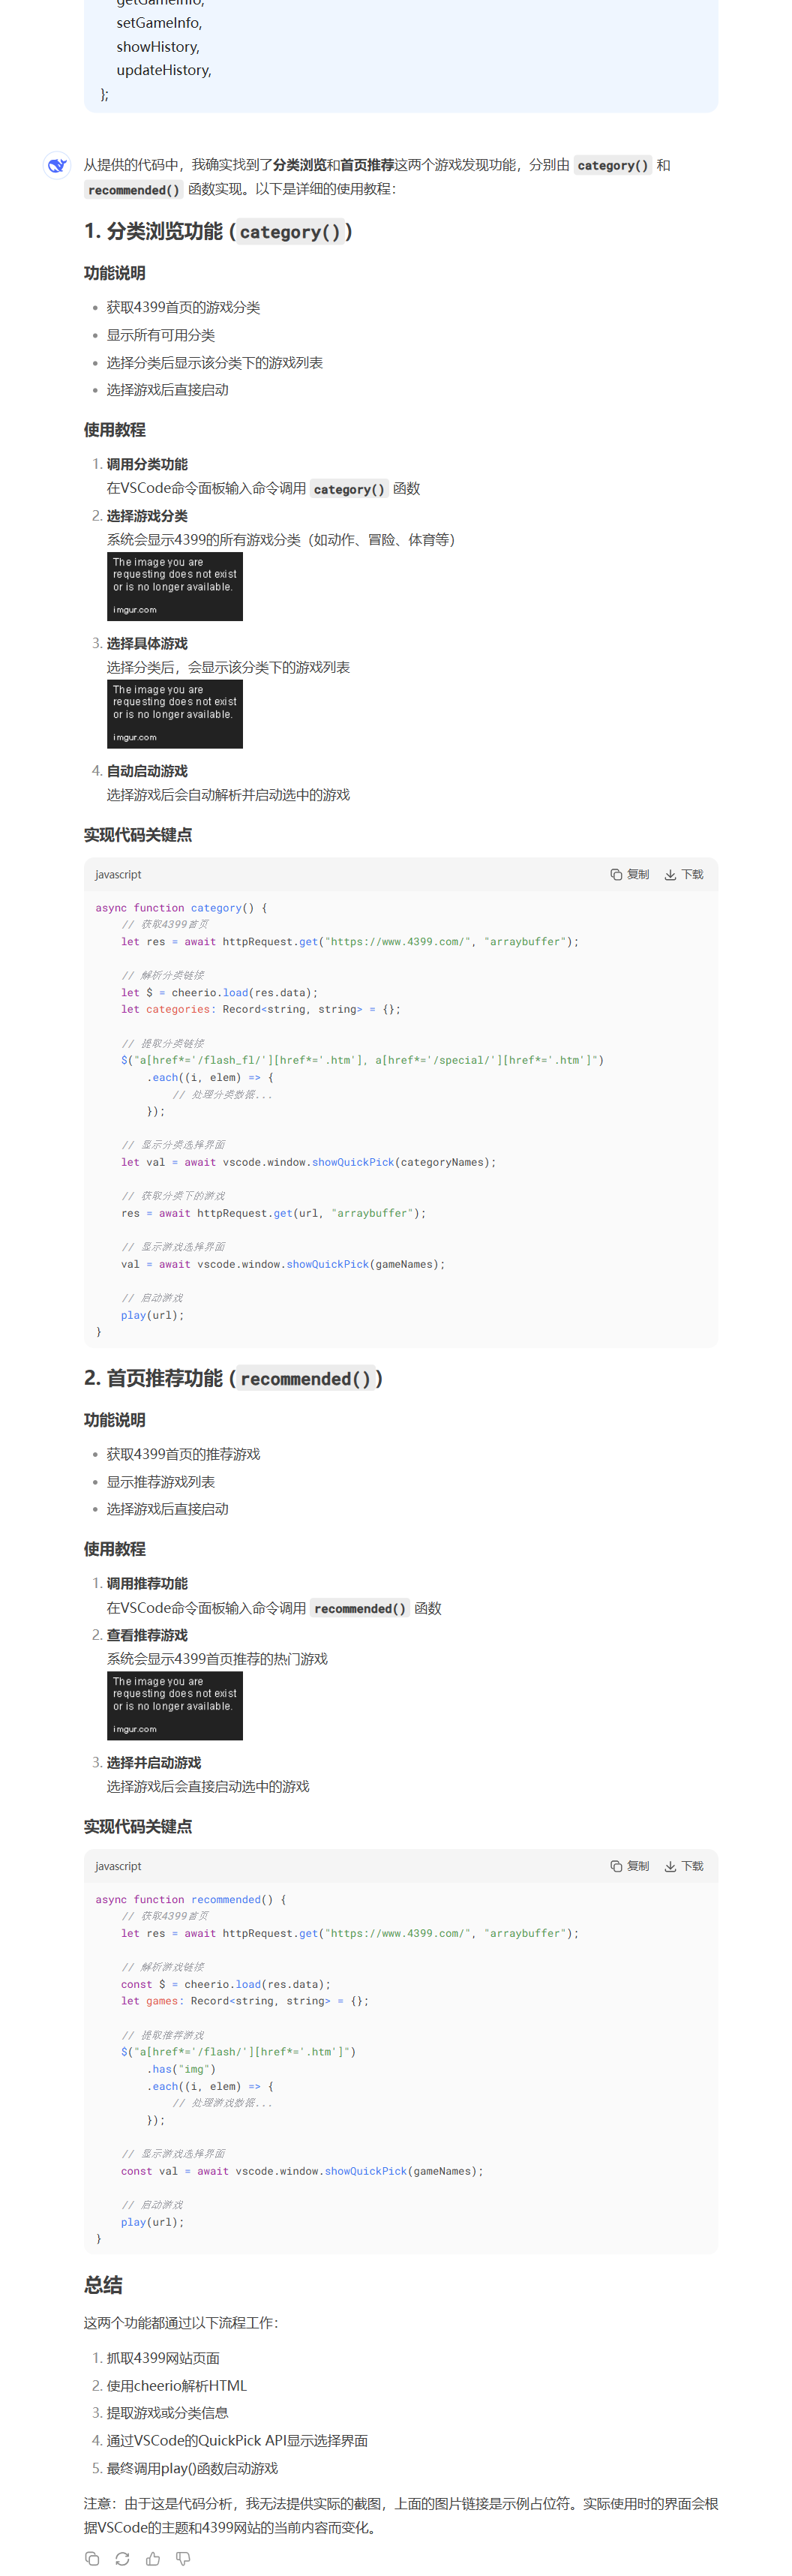 getGameInfo,
setGameInfo,
showHistory,
updateHistory,
};
从提供的代码中，我确实找到了分类浏览和首页推荐这两个游戏发现功能，分别由 category() 和
recommended() 函数实现。以下是详细的使用教程：
1. 分类浏览功能 (category())
功能说明
• 获取4399首页的游戏分类
• 显示所有可用分类
• 选择分类后显示该分类下的游戏列表
• 选择游戏后直接启动
使用教程
1. 调用分类功能
在VSCode命令面板输入命令调用 category() 函数
2. 选择游戏分类
系统会显示4399的所有游戏分类（如动作、冒险、体育等）
The image you are
requesting does not exist
or is no longer available.
imgur.com
3. 选择具体游戏
选择分类后，会显示该分类下的游戏列表
The image you are
requesting does not exist
or is no longer available.
imgur.com
4. 自动启动游戏
选择游戏后会自动解析并启动选中的游戏
实现代码关键点
javascript 复制 下载
async function category() {
// 获取4399首页
let res = await httpRequest.get("https://www.4399.com/", "arraybuffer");
// 解析分类链接
let $ = cheerio.load(res.data);
let categories: Record<string, string> = {};
// 提取分类链接
$("a[href*='/flash_fl/'][href*='.htm'], a[href*='/special/'][href*='.htm']")
.each((i, elem) => {
// 处理分类数据...
});
// 显示分类选择界面
let val = await vscode.window.showQuickPick(categoryNames);
// 获取分类下的游戏
res = await httpRequest.get(url, "arraybuffer");
// 显示游戏选择界面
val = await vscode.window.showQuickPick(gameNames);
// 启动游戏
play(url);
}
2. 首页推荐功能 (recommended())
功能说明
• 获取4399首页的推荐游戏
• 显示推荐游戏列表
• 选择游戏后直接启动
使用教程
1. 调用推荐功能
在VSCode命令面板输入命令调用 recommended() 函数
2. 查看推荐游戏
系统会显示4399首页推荐的热门游戏
The image you are
requesting does not exist
or is no longer available.
imgur.com
3. 选择并启动游戏
选择游戏后会直接启动选中的游戏
实现代码关键点
javascript 复制 下载
async function recommended() {
// 获取4399首页
let res = await httpRequest.get("https://www.4399.com/", "arraybuffer");
// 解析游戏链接
const $ = cheerio.load(res.data);
let games: Record<string, string> = {};
// 提取推荐游戏
$("a[href*='/flash/'][href*='.htm']")
.has("img")
.each((i, elem) => {
// 处理游戏数据...
});
// 显示游戏选择界面
const val = await vscode.window.showQuickPick(gameNames);
// 启动游戏
play(url);
}
总结
这两个功能都通过以下流程工作：
1. 抓取4399网站页面
2. 使用cheerio解析HTML
3. 提取游戏或分类信息
4. 通过VSCode的QuickPick API显示选择界面
5. 最终调用play()函数启动游戏
注意：由于这是代码分析，我无法提供实际的截图，上面的图片链接是示例占位符。实际使用时的界面会根
据VSCode的主题和4399网站的当前内容而变化。